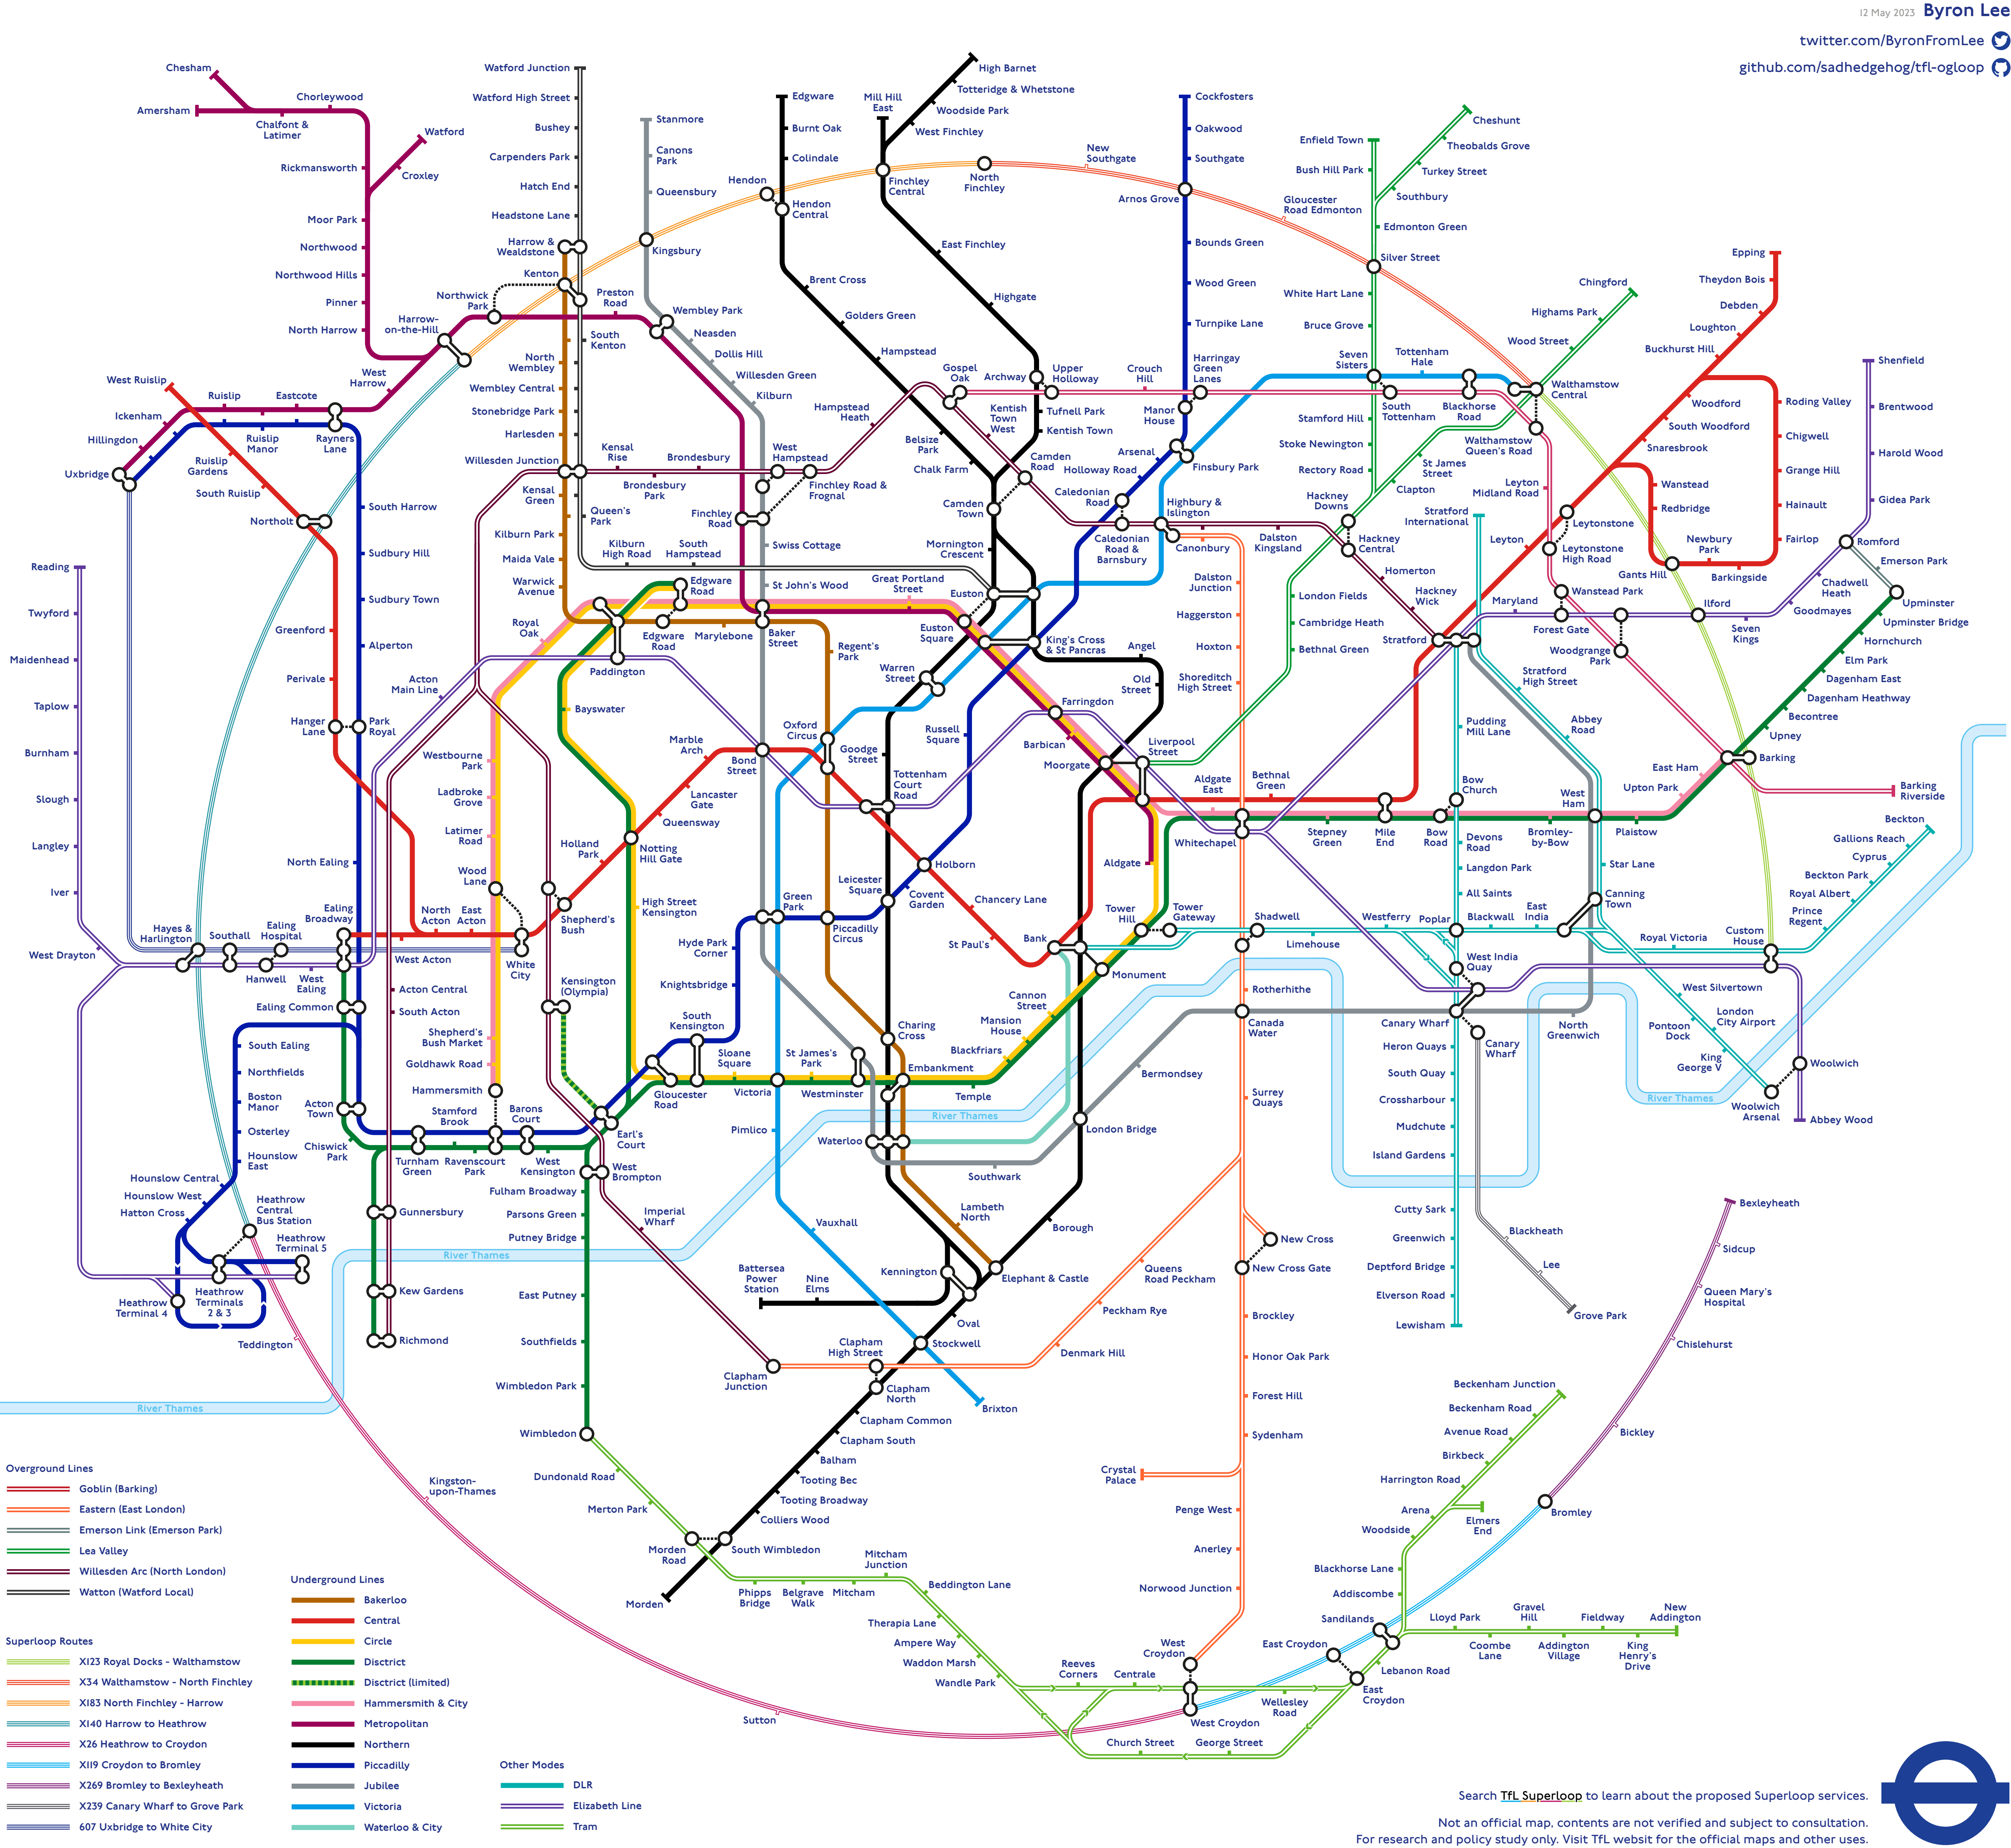 12 May 2023 Byron Lee
twitter.com/ByronFromLee
github.com/sadhedgehog/tfl-ogloop
Chesham
Amersham
Chorleywood
Chalfont &
Latimer
Watford
Croxley
Rickmansworth
Moor Park
Northwood
Northwood Hills
Pinner
North Harrow
Harrow-
on-the-Hill
Northwick
Park
West
Harrow
West Ruislip
Ruislip
Eastcote
Ickenham
Hillingdon
Ruislip
Manor
Rayners
Lane
Uxbridge
Ruislip
Gardens
South Ruislip
Northolt
South Harrow
Sudbury Hill
Sudbury Town
Alperton
Greenford
Perivale
Hanger
Lane
Park
Royal
North Ealing
Watford Junction
Watford High Street
Bushey
Carpenders Park
Hatch End
Headstone Lane
Harrow &
Wealdstone
Kenton
Preston
Road
South
Kenton
North
Wembley
Wembley Central
Stonebridge Park
Harlesden
Willesden Junction
Kensal
Green
Queen's
Park
Kilburn Park
Maida Vale
Warwick
Avenue
Kilburn
High Road
South
Hampstead
Kensal
Rise
Brondesbury
Brondesbury
Park
West
Hampstead
Finchley Road &
Frognal
Finchley
Road
Swiss Cottage
St John's Wood
Stanmore
Canons
Park
Queensbury
Kingsbury
Wembley Park
Neasden
Dollis Hill
Willesden Green
Kilburn
Edgware
Burnt Oak
Colindale
Hendon
Hendon
Central
Brent Cross
Golders Green
Hampstead
Hampstead
Heath
Belsize
Park
Chalk Farm
Camden
Town
Mornington
Crescent
Euston
Mill Hill
East
High Barnet
Totteridge & Whetstone
Woodside Park
West Finchley
Finchley
Central
North
Finchley
East Finchley
Highgate
Archway
Upper
Holloway
Gospel
Oak
Tufnell Park
Kentish
Town
West
Kentish Town
Camden
Road
New
Southgate
Cockfosters
Oakwood
Southgate
Arnos Grove
Bounds Green
Wood Green
Turnpike Lane
Harringay
Green
Lanes
Manor
House
Crouch
Hill
Finsbury Park
Arsenal
Holloway Road
Caledonian
Road
Caledonian
Road &
Barnsbury
Highbury &
Islington
Canonbury
Dalston
Kingsland
Gloucester
Road Edmonton
Enfield Town
Bush Hill Park
Cheshunt
Theobalds Grove
Turkey Street
Southbury
Edmonton Green
Silver Street
White Hart Lane
Bruce Grove
Seven
Sisters
Tottenham
Hale
South
Tottenham
Blackhorse
Road
Stamford Hill
Stoke Newington
Rectory Road
St James
Street
Clapton
Hackney
Downs
Hackney
Central
Homerton
Hackney
Wick
Chingford
Highams Park
Wood Street
Walthamstow
Central
Walthamstow
Queen's Road
Leyton
Midland Road
Epping
Theydon Bois
Debden
Loughton
Buckhurst Hill
Woodford
South Woodford
Snaresbrook
Roding Valley
Chigwell
Grange Hill
Hainault
Fairlop
Wanstead
Redbridge
Newbury
Park
Gants Hill
Barkingside
Leytonstone
Leytonstone
High Road
Leyton
Stratford
International
Stratford
Maryland
Wanstead Park
Forest Gate
Woodgrange
Park
Ilford
Seven
Kings
Goodmayes
Chadwell
Heath
Romford
Gidea Park
Harold Wood
Brentwood
Shenfield
Emerson Park
Upminster
Upminster Bridge
Hornchurch
Elm Park
Dagenham East
Dagenham Heathway
Becontree
Upney
Barking
Barking
Riverside
East Ham
Upton Park
Plaistow
West
Ham
Bromley-
by-Bow
Bow
Road
Mile
End
Stepney
Green
Whitechapel
Aldgate
East
Bethnal
Green
Stratford
High Street
Abbey
Road
Pudding
Mill Lane
Bow
Church
Devons
Road
Langdon Park
All Saints
Star Lane
Canning
Town
Westferry
Poplar
Blackwall
East
India
West India
Quay
Limehouse
Shadwell
Tower
Gateway
Tower
Hill
Royal Victoria
Custom
House
Prince
Regent
Royal Albert
Beckton Park
Cyprus
Gallions Reach
Beckton
West Silvertown
Pontoon
Dock
London
City Airport
King
George V
Woolwich
Arsenal
Woolwich
Abbey Wood
River Thames
North
Greenwich
Canary Wharf
Canary
Wharf
Heron Quays
South Quay
Crossharbour
Mudchute
Island Gardens
Cutty Sark
Greenwich
Deptford Bridge
Elverson Road
Lewisham
Blackheath
Lee
Grove Park
Dalston
Junction
Haggerston
Hoxton
Shoreditch
High Street
London Fields
Cambridge Heath
Bethnal Green
Great Portland
Street
Euston
Square
King's Cross
& St Pancras
Angel
Old
Street
Warren
Street
Farringdon
Barbican
Moorgate
Liverpool
Street
Aldgate
Edgware
Road
Edgware
Road
Marylebone
Baker
Street
Regent's
Park
Royal
Oak
Paddington
Bayswater
Acton
Main Line
Westbourne
Park
Ladbroke
Grove
Latimer
Road
Wood
Lane
Marble
Arch
Bond
Street
Oxford
Circus
Goodge
Street
Tottenham
Court
Road
Russell
Square
Lancaster
Gate
Queensway
Notting
Hill Gate
Holland
Park
Shepherd's
Bush
Holborn
Chancery Lane
St Paul's
Bank
Monument
Leicester
Square
Covent
Garden
Green
Park
Piccadilly
Circus
High Street
Kensington
Hyde Park
Corner
Knightsbridge
Cannon
Street
Mansion
House
Blackfriars
Charing
Cross
Embankment
Temple
Kensington
(Olympia)
South
Kensington
Sloane
Square
St James's
Park
Gloucester
Road
Victoria
Westminster
River Thames
Pimlico
Waterloo
Southwark
London Bridge
Bermondsey
Canada
Water
Rotherhithe
Surrey
Quays
Reading
Twyford
Maidenhead
Taplow
Burnham
Slough
Langley
Iver
West Drayton
Hayes &
Harlington
Southall
Ealing
Hospital
Hanwell
West
Ealing
Ealing
Broadway
North
Acton
East
Acton
West Acton
White
City
Ealing Common
Acton Central
South Acton
Shepherd's
Bush Market
Goldhawk Road
Hammersmith
South Ealing
Northfields
Boston
Manor
Osterley
Hounslow
East
Hounslow Central
Hounslow West
Hatton Cross
Heathrow
Central
Bus Station
Heathrow
Terminal 5
Heathrow
Terminals
2 & 3
Heathrow
Terminal 4
Acton
Town
Chiswick
Park
Stamford
Brook
Turnham
Green
Ravenscourt
Park
Barons
Court
West
Kensington
Earl's
Court
West
Brompton
Gunnersbury
Kew Gardens
Richmond
River Thames
Fulham Broadway
Parsons Green
Putney Bridge
East Putney
Southfields
Wimbledon Park
Wimbledon
Imperial
Wharf
Clapham
Junction
Clapham
High Street
Battersea
Power
Station
Nine
Elms
Vauxhall
Kennington
Lambeth
North
Borough
Elephant & Castle
Oval
Stockwell
Brixton
Clapham
North
Clapham Common
Clapham South
Balham
Tooting Bec
Tooting Broadway
Colliers Wood
South Wimbledon
Morden
Denmark Hill
Peckham Rye
Queens
Road Peckham
New Cross
New Cross Gate
Brockley
Honor Oak Park
Forest Hill
Sydenham
Crystal
Palace
Penge West
Anerley
Norwood Junction
West
Croydon
Teddington
River Thames
Kingston-
upon-Thames
Sutton
Dundonald Road
Merton Park
Morden
Road
Phipps
Bridge
Belgrave
Walk
Mitcham
Mitcham
Junction
Beddington Lane
Therapia Lane
Ampere Way
Waddon Marsh
Wandle Park
Reeves
Corners
Centrale
West Croydon
Wellesley
Road
Church Street
George Street
East Croydon
East
Croydon
Lebanon Road
Sandilands
Lloyd Park
Coombe
Lane
Gravel
Hill
Addington
Village
Fieldway
King
Henry's
Drive
New
Addington
Addiscombe
Blackhorse Lane
Woodside
Arena
Elmers
End
Harrington Road
Birkbeck
Avenue Road
Beckenham Road
Beckenham Junction
Bromley
Bickley
Chislehurst
Queen Mary's
Hospital
Sidcup
Bexleyheath
River Thames
Overground Lines
Goblin (Barking)
Eastern (East London)
Emerson Link (Emerson Park)
Lea Valley
Willesden Arc (North London)
Watton (Watford Local)
Superloop Routes
X123 Royal Docks - Walthamstow
X34 Walthamstow - North Finchley
X183 North Finchley - Harrow
X140 Harrow to Heathrow
X26 Heathrow to Croydon
X119 Croydon to Bromley
X269 Bromley to Bexleyheath
X239 Canary Wharf to Grove Park
607 Uxbridge to White City
Underground Lines
Bakerloo
Central
Circle
Disctrict
Disctrict (limited)
Hammersmith & City
Metropolitan
Northern
Piccadilly
Jubilee
Victoria
Waterloo & City
Other Modes
DLR
Elizabeth Line
Tram
Search TfL Superloop to learn about the proposed Superloop services.
Not an official map, contents are not verified and subject to consultation.
For research and policy study only. Visit TfL websit for the official maps and other uses.